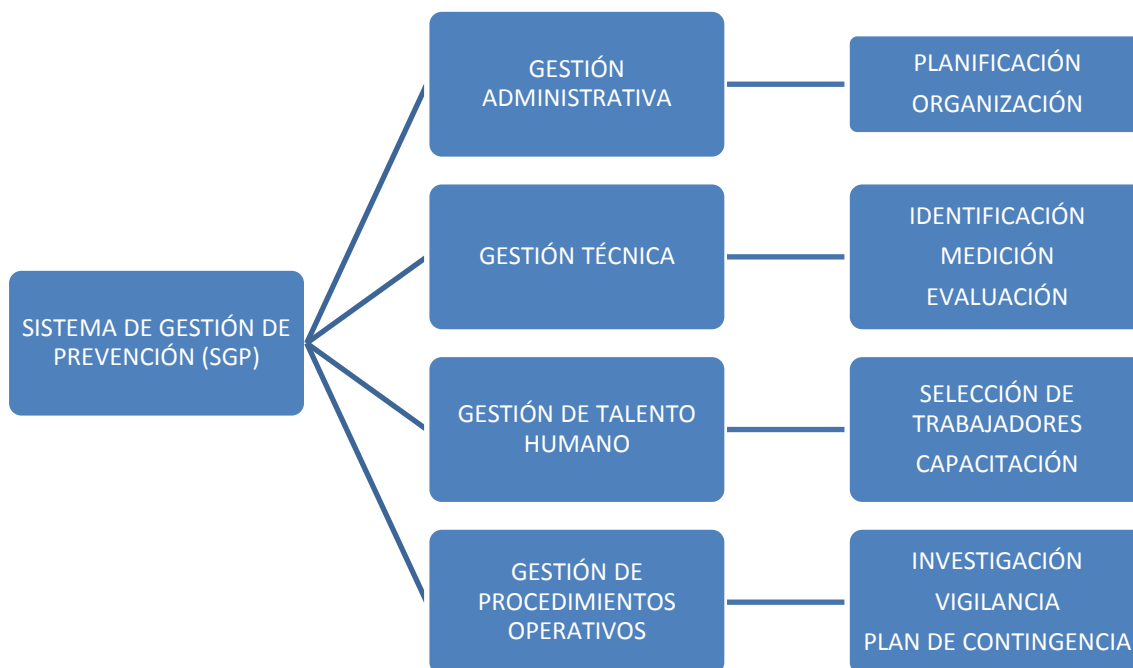 SISTEMA DE GESTIÓN DE
PREVENCIÓN (SGP)
GESTIÓN
ADMINISTRATIVA
PLANIFICACIÓN
ORGANIZACIÓN
GESTIÓN TÉCNICA
IDENTIFICACIÓN
MEDICIÓN
EVALUACIÓN
GESTIÓN DE TALENTO
HUMANO
SELECCIÓN DE
TRABAJADORES
CAPACITACIÓN
GESTIÓN DE
PROCEDIMIENTOS
OPERATIVOS
INVESTIGACIÓN
VIGILANCIA
PLAN DE CONTINGENCIA